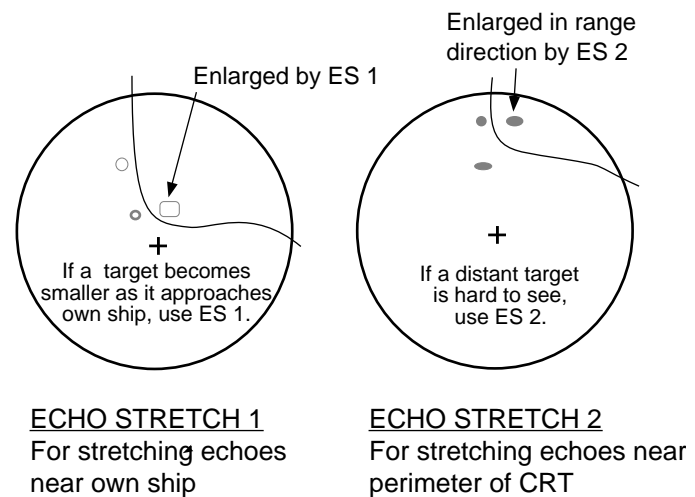 Enlarged by ES 1
If a target becomes
smaller as it approaches
own ship, use ES 1.
ECHO STRETCH 1
For stretching echoes
near own ship
Enlarged in range
direction by ES 2
If a distant target
is hard to see,
use ES 2.
ECHO STRETCH 2
For stretching echoes near
perimeter of CRT